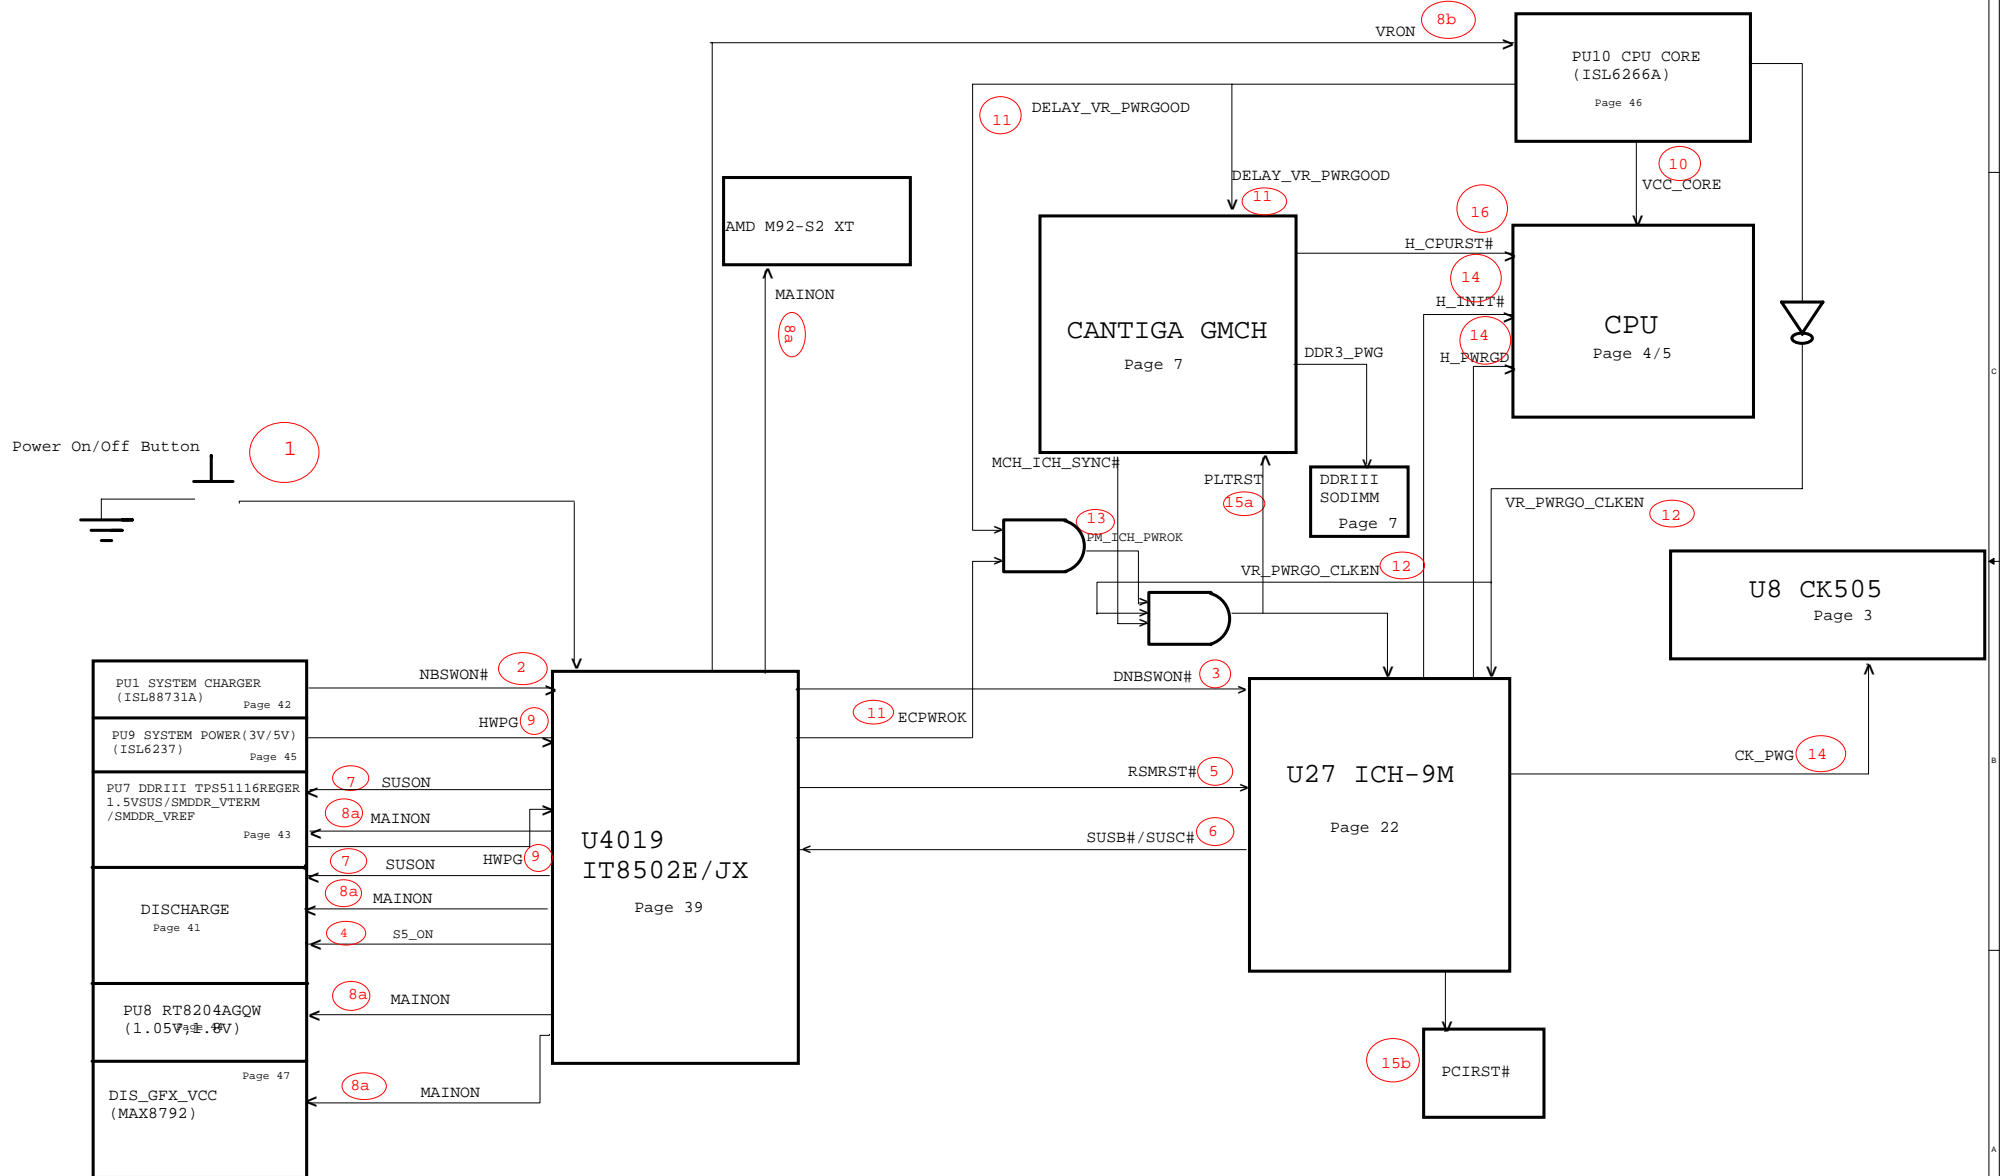 VRON 8b
PU10 CPU CORE
(ISL6266A)
Page 46
11 DELAY_VR_PWRGOOD
DELAY_VR_PWRGOOD
11
10
VCC_CORE
AMD M92-S2 XT
MAINON
8a
16
H_CPURST#
14
H_INIT#
14
H_PWRGD
CANTIGA GMCH
Page 7
CPU
Page 4/5
DDR3_PWG
Power On/Off Button
1
MCH_ICH_SYNC#
PLTRST
15a
DDRIII
SODIMM
Page 7
VR_PWRGO_CLKEN
12
13
PM_ICH_PWROK
VR_PWRGO_CLKEN 12
U8 CK505
Page 3
PU1 SYSTEM CHARGER
(ISL88731A)
Page 42
NBSWON# 2
DNBSWON# 3
PU9 SYSTEM POWER(3V/5V)
(ISL6237)
Page 45
HWPG 9
11 ECPWROK
PU7 DDRIII TPS51116REGER
1.5VSUS/SMDDR_VTERM
/SMDDR_VREF
Page 43
7 SUSON
8a MAINON
HWPG 9
7 SUSON
8a MAINON
4 S5_ON
DISCHARGE
Page 41
U4019
IT8502E/JX
Page 39
RSMRST# 5
SUSB#/SUSC# 6
U27 ICH-9M
Page 22
CK_PWG 14
PU8 RT8204AGQW
(1.05V,1.8V)
8a MAINON
Page 47
DIS_GFX_VCC
(MAX8792)
8a MAINON
15b
PCIRST#
C
B
A